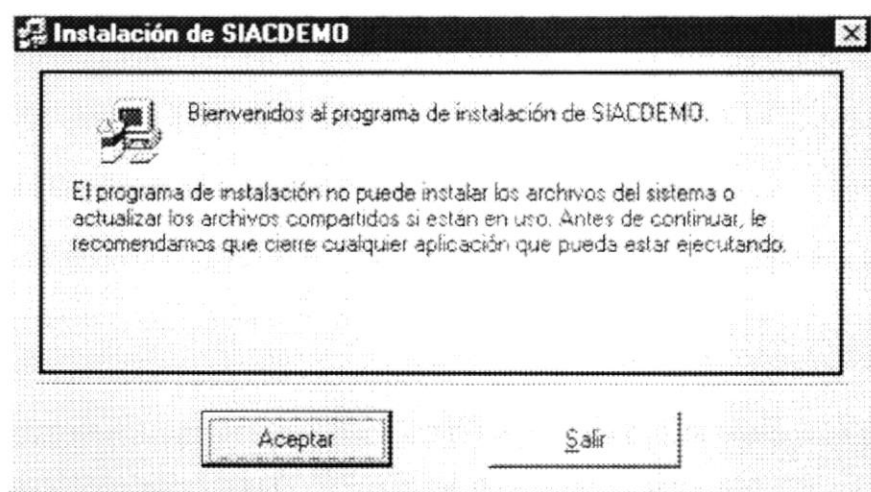 Instalación de SIACDEMO
Bienvenidos al programa de instalación de SIACDEMO.
El programa de instalación no puede instalar los archivos del sistema o
actualizar los archivos compartidos si estan en uso. Antes de continuar, le
recomendamos que cierre cualquier aplicación que pueda estar ejecutando.
Aceptar
Salir